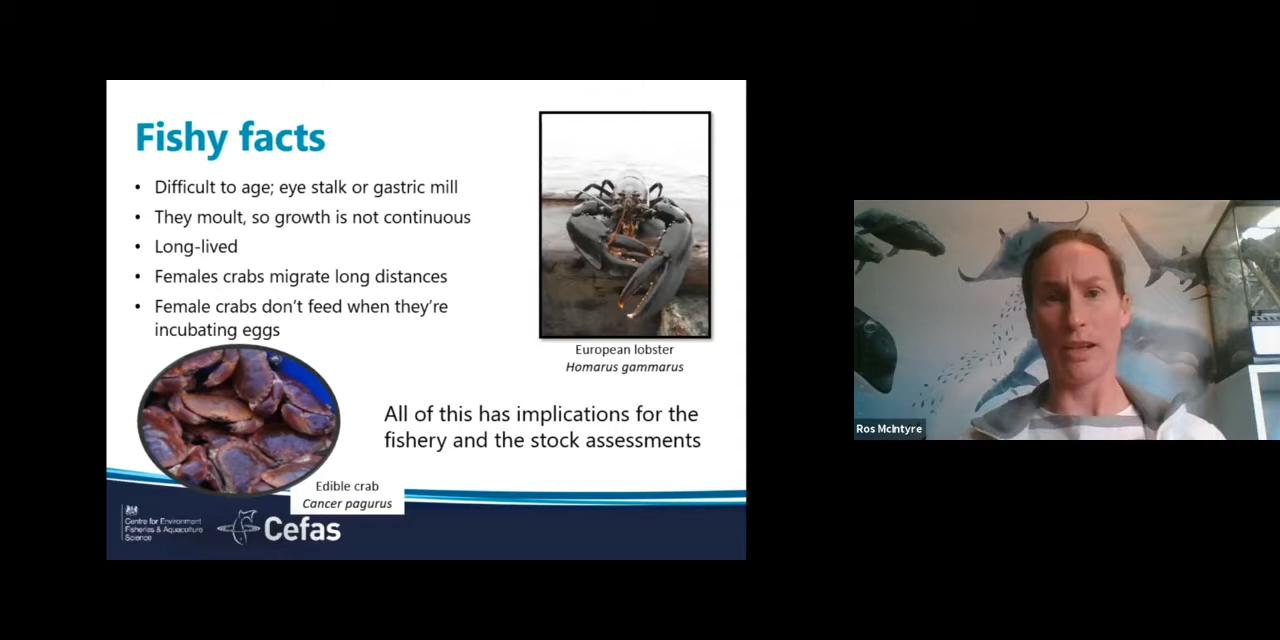 Fishy facts
• Difficult to age; eye stalk or gastric mill
• They moult, so growth is not continuous
• Long-lived
• Females crabs migrate long distances
• Female crabs don't feed when they're
incubating eggs
European lobster
Homarus gammarus
All of this has implications for the
fishery and the stock assessments
Edible crab
Cancer pagurus
Centre for Environment
Fisheries & Aquaculture
Science
Cefas
Ros McIntyre